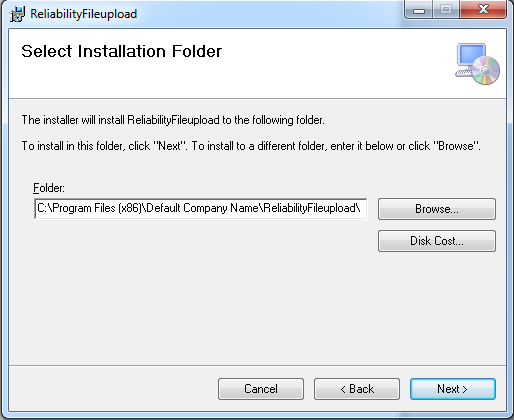 ReliabilityFileupload
Select Installation Folder
The installer will install ReliabilityFileupload to the following folder.
To install in this folder, click "Next". To install to a different folder, enter it below or click "Browse".
Folder:
C:\Program Files (x86)\Default Company Name\ReliabilityFileupload\
Browse...
Disk Cost...
Cancel
< Back
Next >